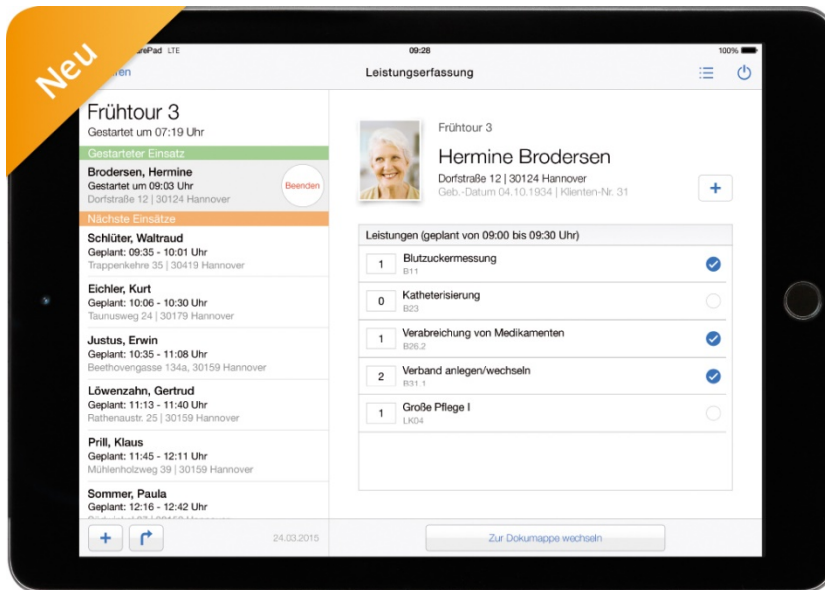 Neu
LTE
09:28
100%
Leistungserfassung
Frühtour 3
Gestartet um 07:19 Uhr
Gestarteter Einsatz
Brodersen, Hermine
Gestartet um 09:03 Uhr
Dorfstraße 12 | 30124 Hannover
Beenden
Nächste Einsätze
Schlüter, Waltraud
Geplant: 09:35 - 10:01 Uhr
Trappenkehre 35 | 30419 Hannover
Eichler, Kurt
Geplant: 10:06 - 10:30 Uhr
Taunusweg 24 | 30179 Hannover
Justus, Erwin
Geplant: 10:35 - 11:08 Uhr
Beethovengasse 134a, 30159 Hannover
Löwenzahn, Gertrud
Geplant: 11:13 - 11:40 Uhr
Rathenaustr. 25 | 30159 Hannover
Prill, Klaus
Geplant: 11:45 - 12:11 Uhr
Mühlenholzweg 39 | 30159 Hannover
Sommer, Paula
Geplant: 12:16 - 12:42 Uhr
24.03.2015
Frühtour 3
Hermine Brodersen
Dorfstraße 12 | 30124 Hannover
Geb.-Datum 04.10.1934 | Klienten-Nr. 31
+
Leistungen (geplant von 09:00 bis 09:30 Uhr)
1 Blutzuckermessung
B11
0 Katheterisierung
B23
1 Verabreichung von Medikamenten
B26.2
2 Verband anlegen/wechseln
B31.1
1 Große Pflege I
LK04
Zur Dokumappe wechseln